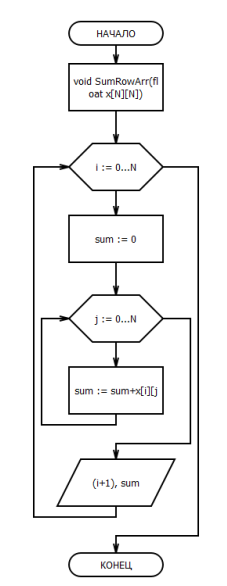 НАЧАЛО
void SumRowArr(fl
oat x[N][N])
i := 0...N
sum := 0
j := 0...N
sum := sum+x[i][j
(i+1), sum
КОНЕЦ